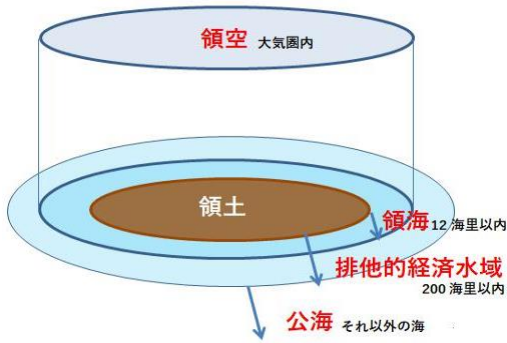 領空 大気圏内
領土
領海 12 海里以内
排他的経済水域
200 海里以内
公海 それ以外の海